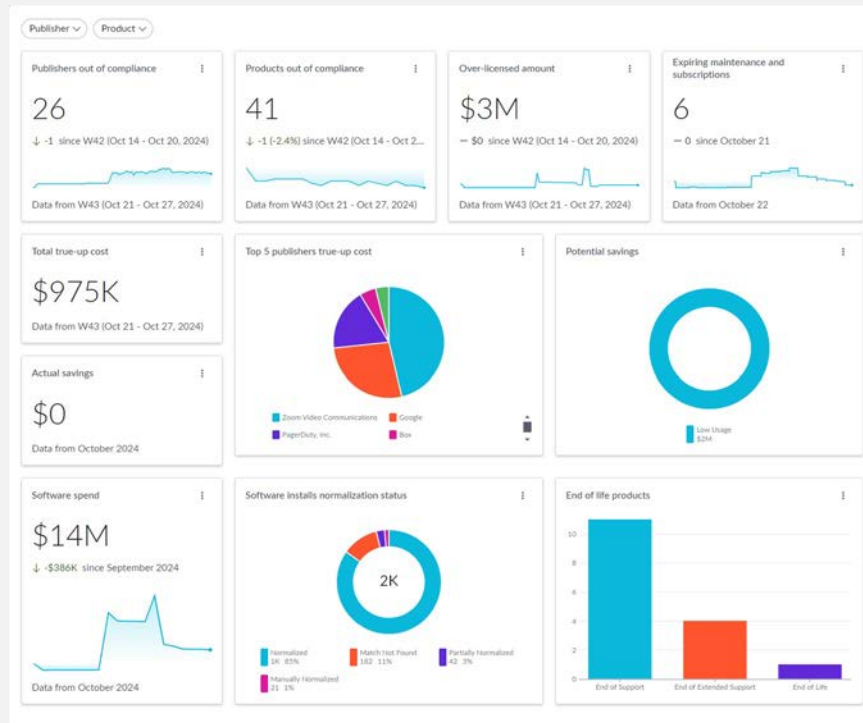 Publisher
Product
Publishers out of compliance
26
↓ -1 since W42 (Oct 14 - Oct 20, 2024)
Data from W43 (Oct 21 - Oct 27, 2024)
Products out of compliance
41
↓ -1 (-2.4%) since W42 (Oct 14 - Oct 2...
Data from W43 (Oct 21 - Oct 27, 2024)
Over-licensed amount
$3M
– $0 since W42 (Oct 14 - Oct 20, 2024)
Data from W43 (Oct 21 - Oct 27, 2024)
Expiring maintenance and
subscriptions
6
– 0 since October 21
Data from October 22
Total true-up cost
$975K
Data from W43 (Oct 21 - Oct 27, 2024)
Actual savings
$0
Data from October 2024
Top 5 publishers true-up cost
Zoom Video Communications
Google
PagerDuty, Inc.
Box
Potential savings
Low Usage
$2M
Software spend
$14M
↓ -$386K since September 2024
Data from October 2024
Software installs normalization status
2K
Normalized
1K 85%
Match Not Found
182 11%
Partially Normalized
42 3%
Manually Normalized
21 1%
End of life products
10
8
6
4
2
0
End of Support
End of Extended Support
End of Life